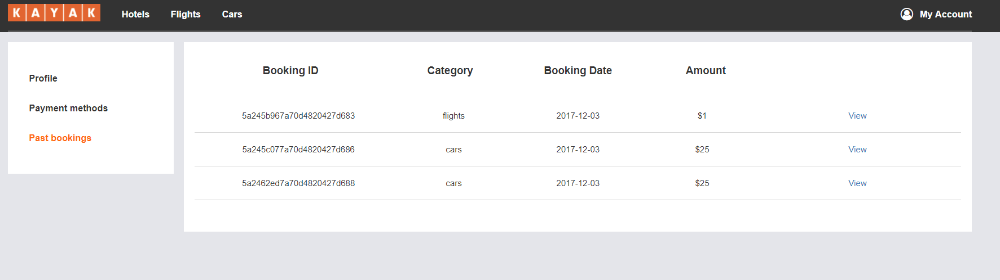 KAYAK Hotels Flights Cars My Account
Profile
Payment methods
Past bookings
Booking ID Category Booking Date Amount
5a245b967a70d4820427d683 flights 2017-12-03 $1 View
5a245c077a70d4820427d686 cars 2017-12-03 $25 View
5a2462ed7a70d4820427d688 cars 2017-12-03 $25 View